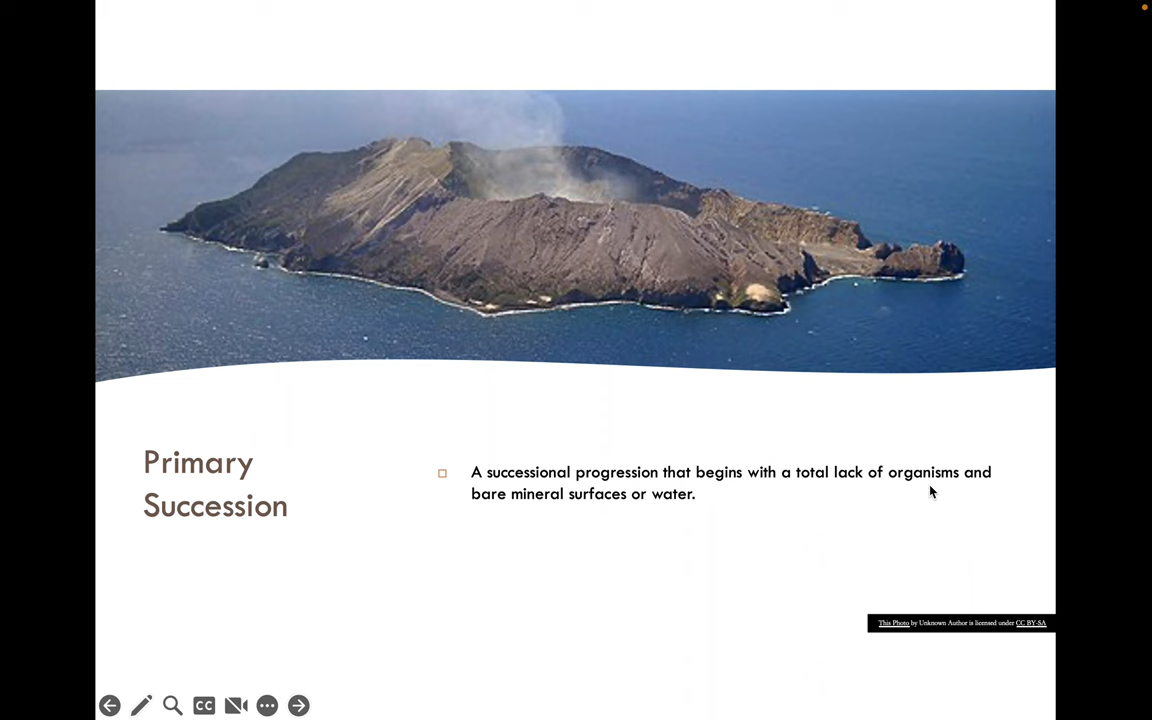 Primary
Succession
A successional progression that begins with a total lack of organisms and
bare mineral surfaces or water.
This Photo by Unknown Author is licensed under CC BY-SA
CC